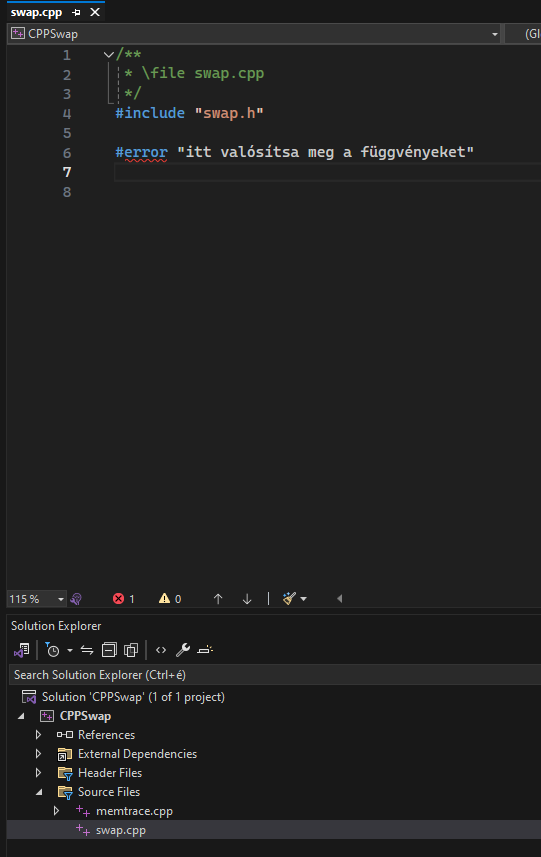 swap.cpp
CPPSwap
(Gl
1 /**
2 * \file swap.cpp
3 */
4 #include "swap.h"
5
6 #error "itt valósítsa meg a függvényeket"
7
8
115 %
1
0
Solution Explorer
Search Solution Explorer (Ctrl+é)
Solution 'CPPSwap' (1 of 1 project)
CPPSwap
References
External Dependencies
Header Files
Source Files
memtrace.cpp
swap.cpp